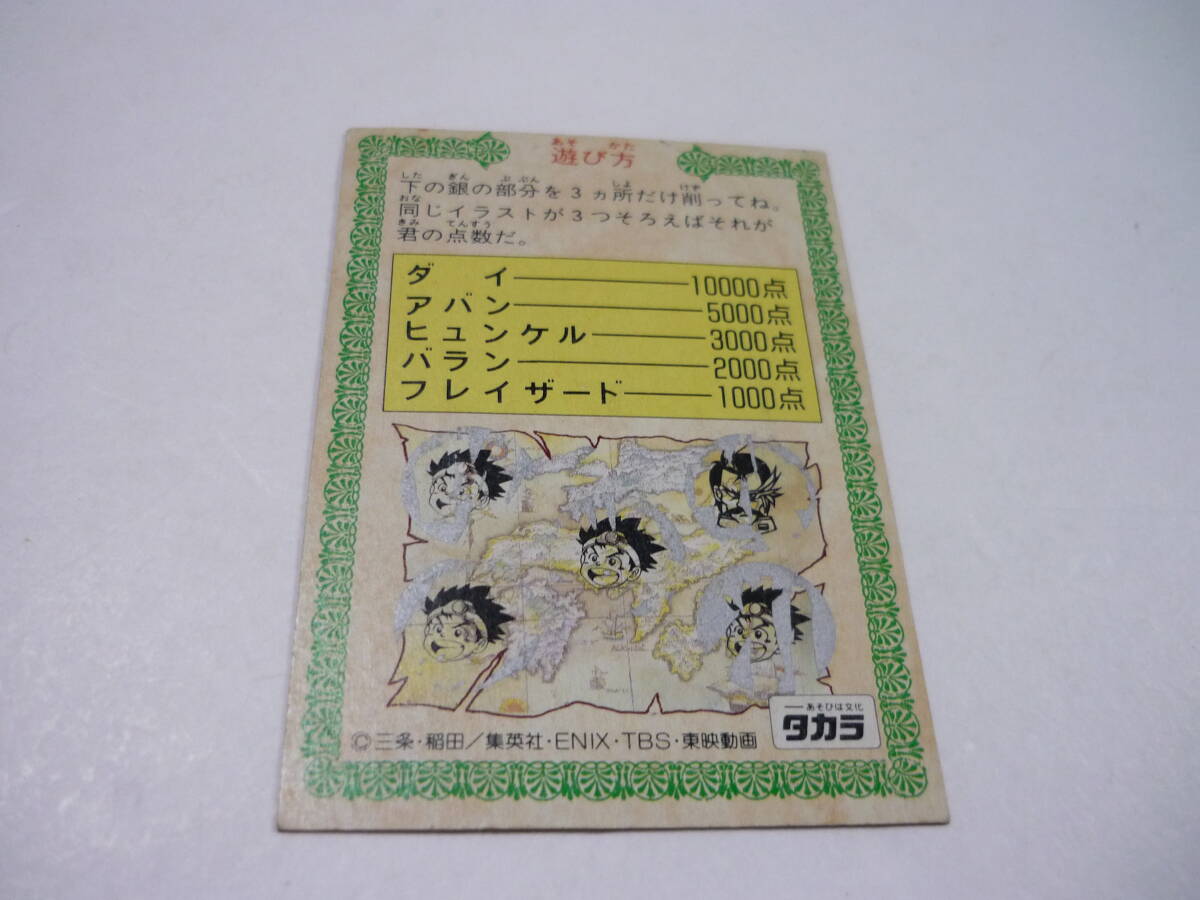 遊び方
下の銀の部分を3ヵ所だけ削ってね。
同じイラストが3つそろえばそれが
君の点数だ。
ダイ――10000点
アバン――5000点
ヒュンケル――3000点
バラン――2000点
フレイザード――1000点
―あそびは文化
タカラ
©三条・稲田/集英社・ENIX・TBS・東映動画